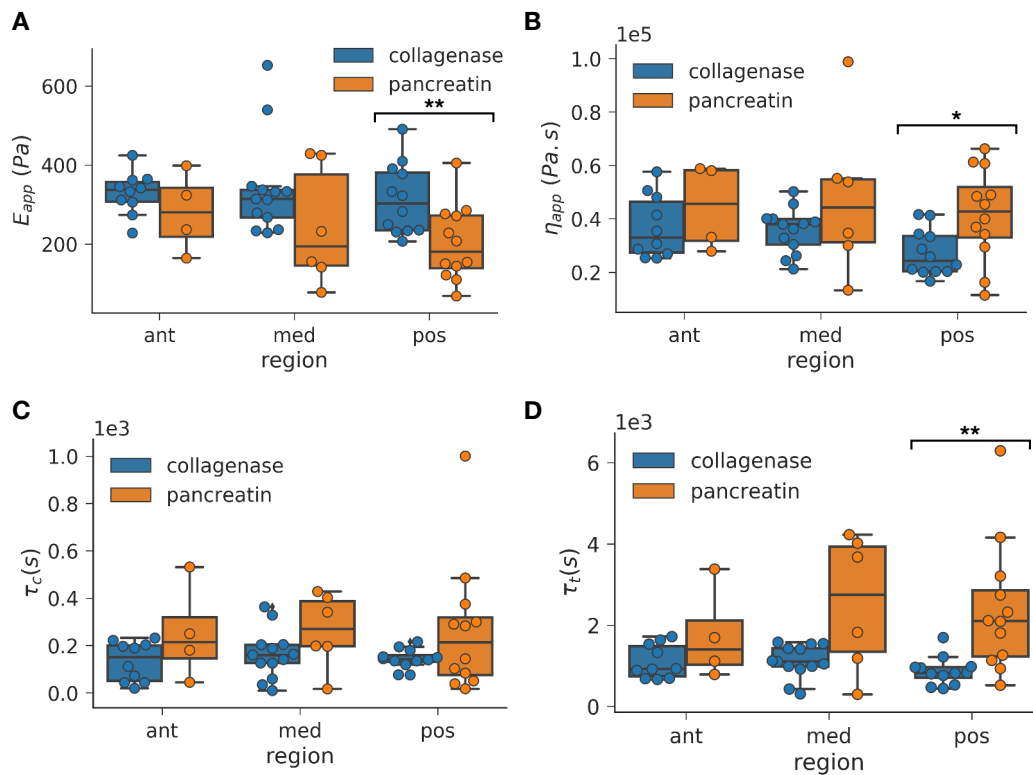 A
E_app (Pa)
600
400
200
collagenase
pancreatin
**
ant
med
pos
region
B
1e5
η_app (Pa.s)
1.0
0.8
0.6
0.4
0.2
collagenase
pancreatin
*
ant
med
pos
region
C
1e3
τ_c(s)
1.0
0.8
0.6
0.4
0.2
0.0
collagenase
pancreatin
ant
med
pos
region
D
1e3
τ_t(s)
6
4
2
0
collagenase
pancreatin
**
ant
med
pos
region